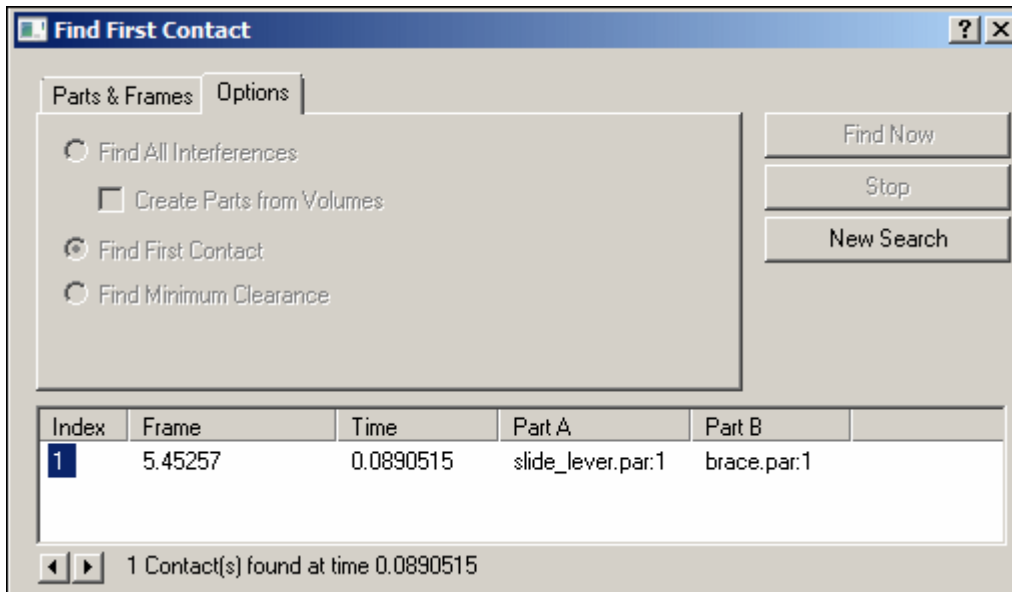 Find First Contact
Parts & Frames Options
Find All Interferences
Create Parts from Volumes
Find First Contact
Find Minimum Clearance
Find Now
Stop
New Search
Index Frame Time Part A Part B
1 5.45257 0.0890515 slide_lever.par:1 brace.par:1
1 Contact(s) found at time 0.0890515